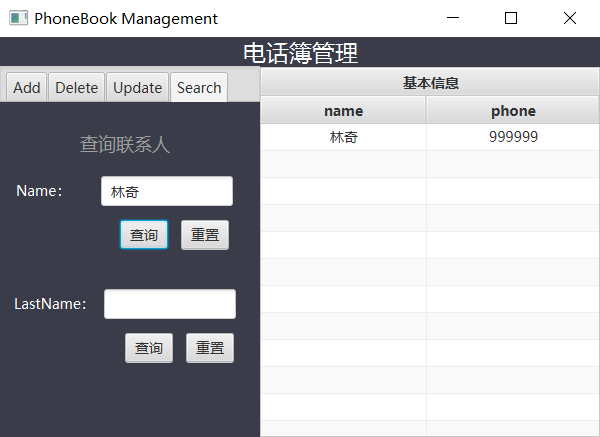 PhoneBook Management
电话簿管理
Add Delete Update Search
查询联系人
Name: 林奇
查询 重置
LastName:
查询 重置
基本信息
name phone
林奇 999999